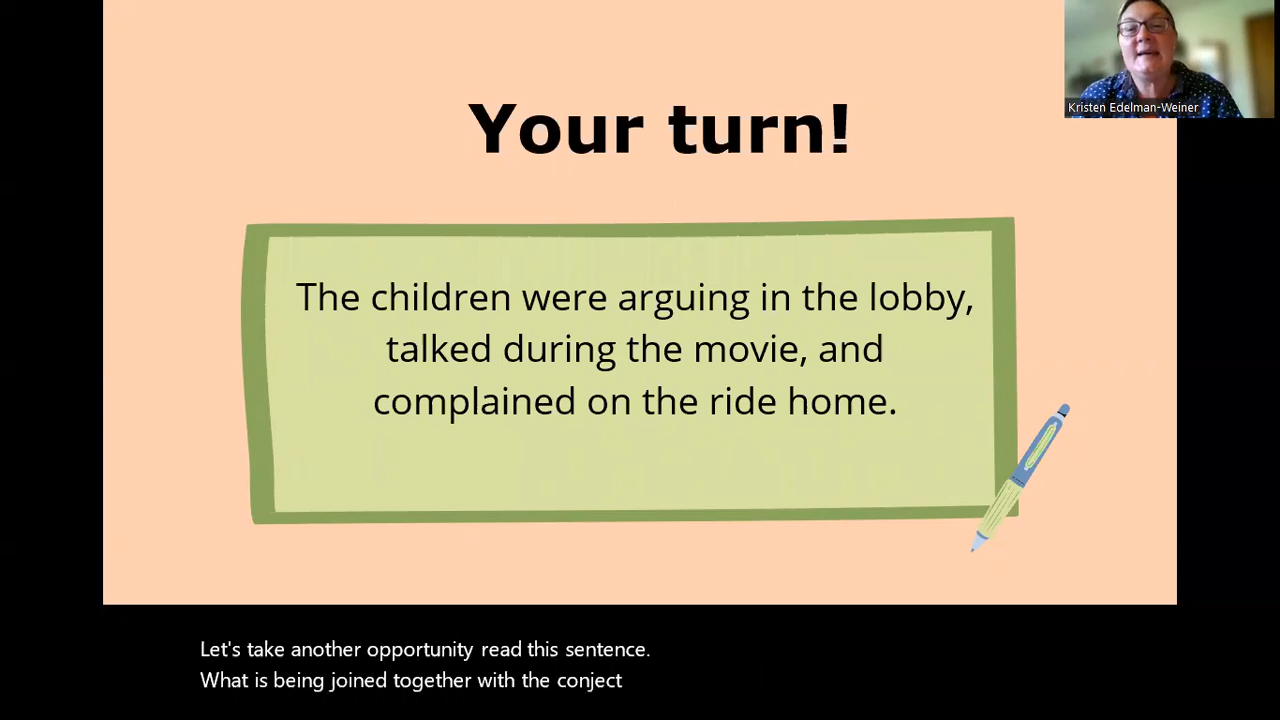 Kristen Edelman-Weiner
Your turn!
The children were arguing in the lobby,
talked during the movie, and
complained on the ride home.
Let's take another opportunity read this sentence.
What is being joined together with the conject